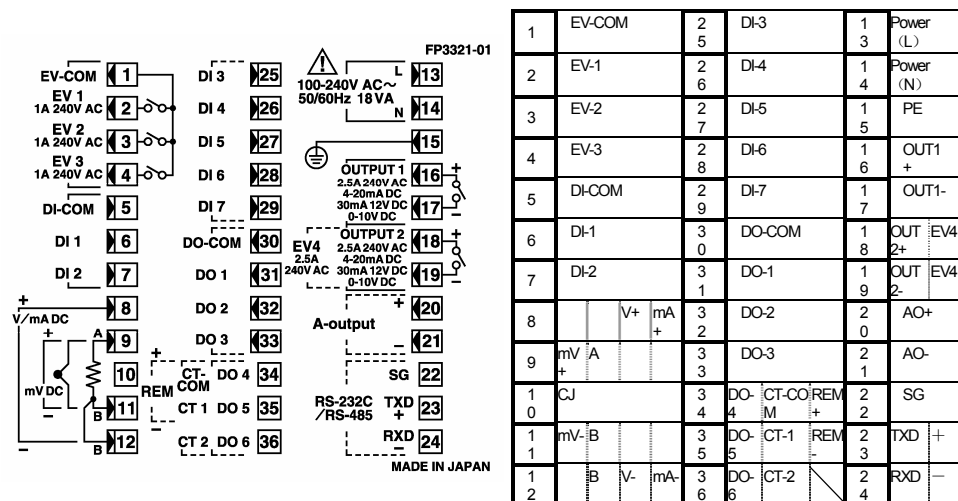 FP3321-01
EV-COM 1
EV 1
1A 240V AC 2
EV 2
1A 240V AC 3
EV 3
1A 240V AC 4
DI-COM 5
DI 1 6
DI 2 7
+
V/mA DC 8
+ A 9
10
mV DC
- B 11
- B 12
DI 3 25
DI 4 26
DI 5 27
DI 6 28
DI 7 29
DO-COM 30
DO 1 31
DO 2 32
DO 3 33
+
REM
-
CT-COM DO 4 34
CT 1 DO 5 35
CT 2 DO 6 36
100-240V AC~
50/60Hz 18VA
L 13
N 14
15
OUTPUT 1
2.5A 240V AC
4-20mA DC
30mA 12V DC
0-10V DC
16 +
17 -
EV4
2.5A
240V AC
OUTPUT 2
2.5A 240V AC
4-20mA DC
30mA 12V DC
0-10V DC
18 +
19 -
A-output
+ 20
- 21
SG 22
RS-232C
/RS-485
TXD
+ 23
RXD
- 24
MADE IN JAPAN
1 EV-COM 25 DI-3 13 Power（L）
2 EV-1 26 DI-4 14 Power（N）
3 EV-2 27 DI-5 15 PE
4 EV-3 28 DI-6 16 OUT1+
5 DI-COM 29 DI-7 17 OUT1-
6 DI-1 30 DO-COM 18 OUT2+ EV4
7 DI-2 31 DO-1 19 OUT2- EV4
8 V+ mA+ 32 DO-2 20 AO+
9 mV+ A 33 DO-3 21 AO-
10 CJ 34 DO-4 CT-COM REM+ 22 SG
11 mV- B 35 DO-5 CT-1 REM- 23 TXD ＋
12 B V- mA- 36 DO-6 CT-2 24 RXD －